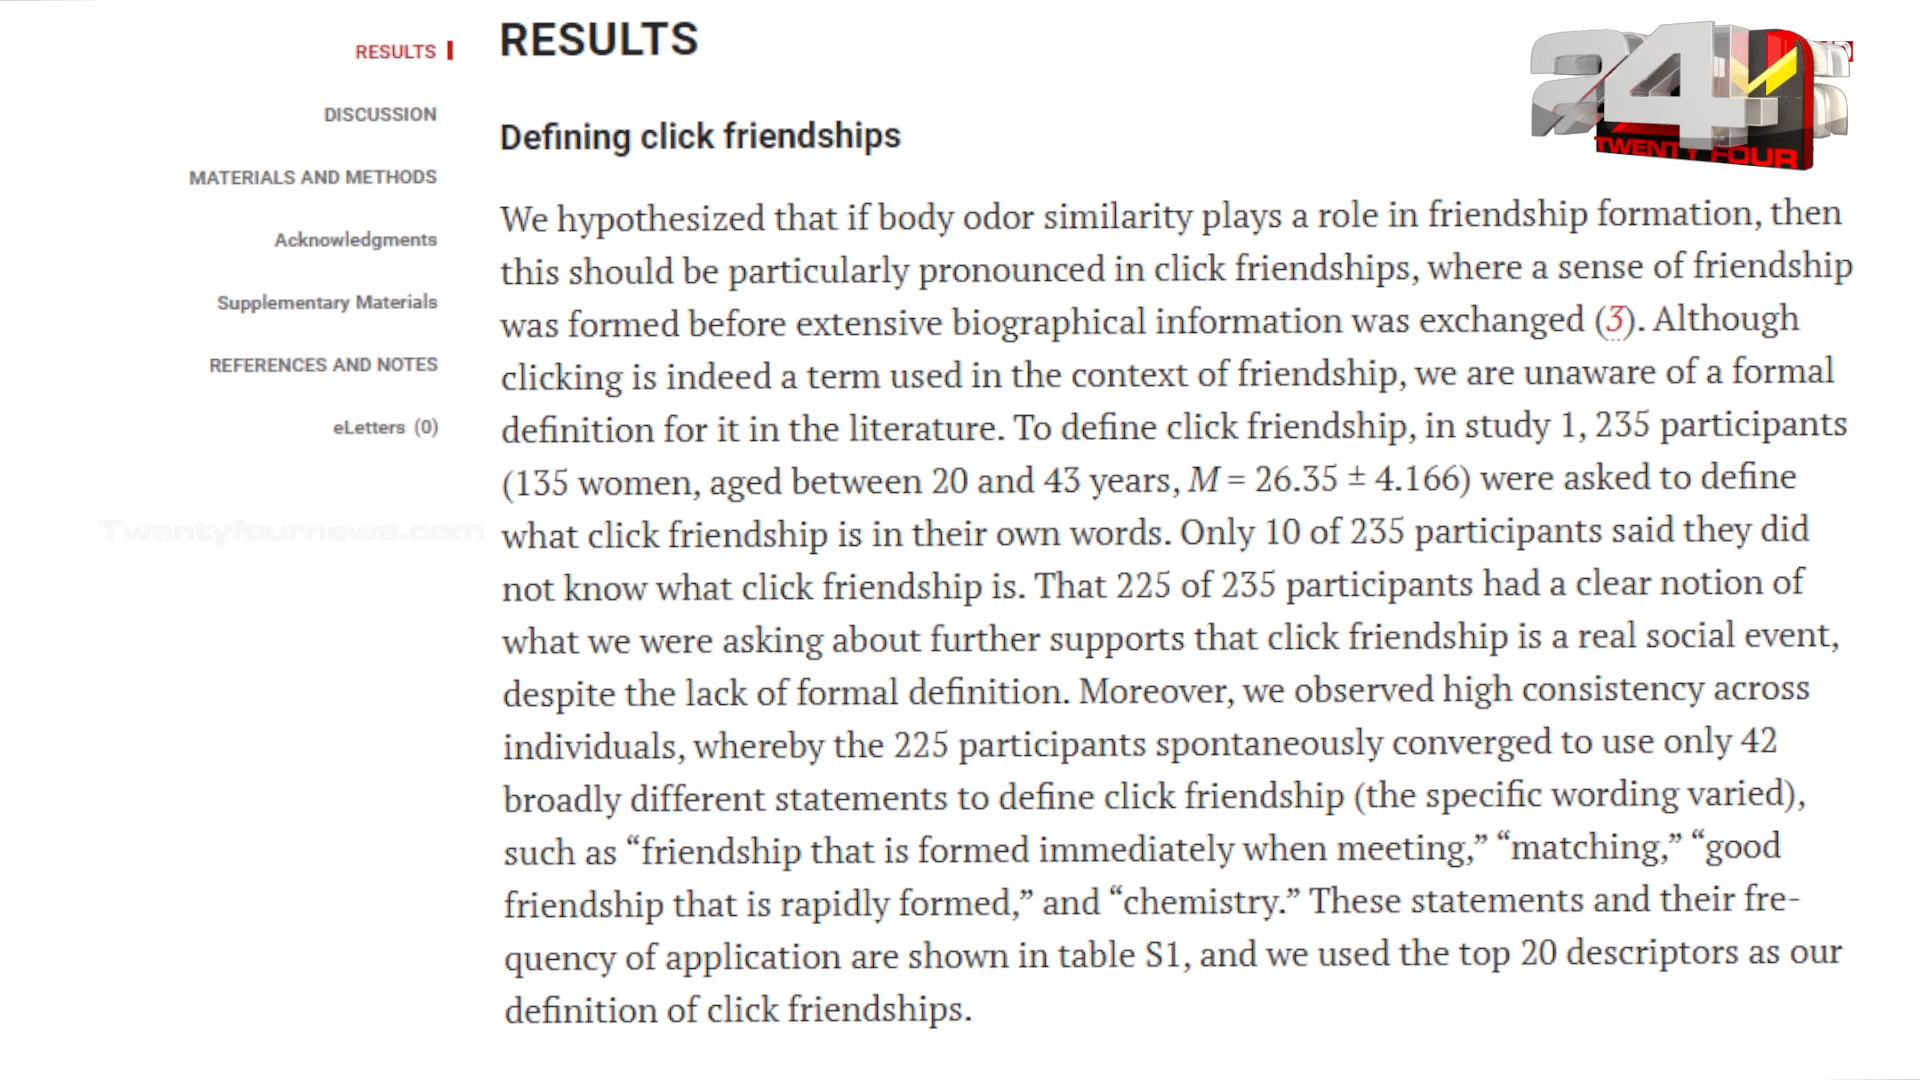 RESULTS
DISCUSSION
MATERIALS AND METHODS
Acknowledgments
Supplementary Materials
REFERENCES AND NOTES
eLetters (0)
RESULTS
Defining click friendships
We hypothesized that if body odor similarity plays a role in friendship formation, then
this should be particularly pronounced in click friendships, where a sense of friendship
was formed before extensive biographical information was exchanged (3). Although
clicking is indeed a term used in the context of friendship, we are unaware of a formal
definition for it in the literature. To define click friendship, in study 1, 235 participants
(135 women, aged between 20 and 43 years, M = 26.35 ± 4.166) were asked to define
what click friendship is in their own words. Only 10 of 235 participants said they did
not know what click friendship is. That 225 of 235 participants had a clear notion of
what we were asking about further supports that click friendship is a real social event,
despite the lack of formal definition. Moreover, we observed high consistency across
individuals, whereby the 225 participants spontaneously converged to use only 42
broadly different statements to define click friendship (the specific wording varied),
such as “friendship that is formed immediately when meeting,” “matching,” “good
friendship that is rapidly formed,” and “chemistry.” These statements and their fre-
quency of application are shown in table S1, and we used the top 20 descriptors as our
definition of click friendships.
24
TWENTY FOUR
Twentyfournews.com